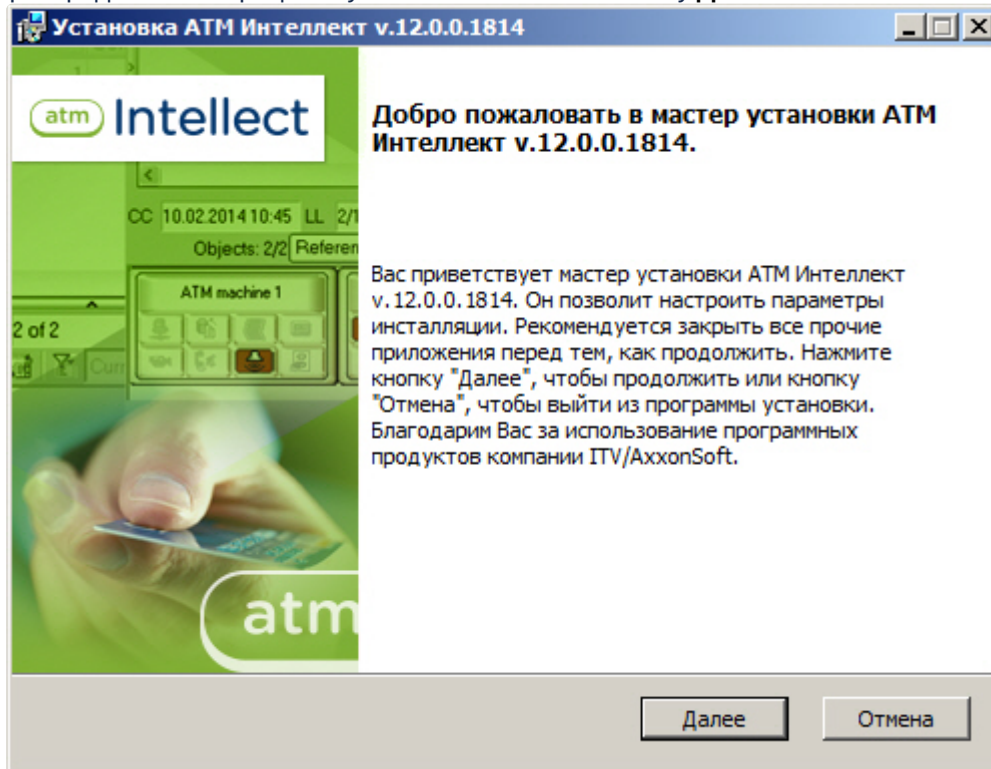 Установка АТМ Интеллект v.12.0.0.1814
atm Intellect
CC 10.02.2014 10:45 LL 2/1
Objects: 2/2 Referen
ATM machine 1
2 of 2
Curr
atm
Добро пожаловать в мастер установки АТМ
Интеллект v.12.0.0.1814.
Вас приветствует мастер установки АТМ Интеллект
v.12.0.0.1814. Он позволит настроить параметры
инсталляции. Рекомендуется закрыть все прочие
приложения перед тем, как продолжить. Нажмите
кнопку "Далее", чтобы продолжить или кнопку
"Отмена", чтобы выйти из программы установки.
Благодарим Вас за использование программных
продуктов компании ITV/AxxonSoft.
Далее
Отмена